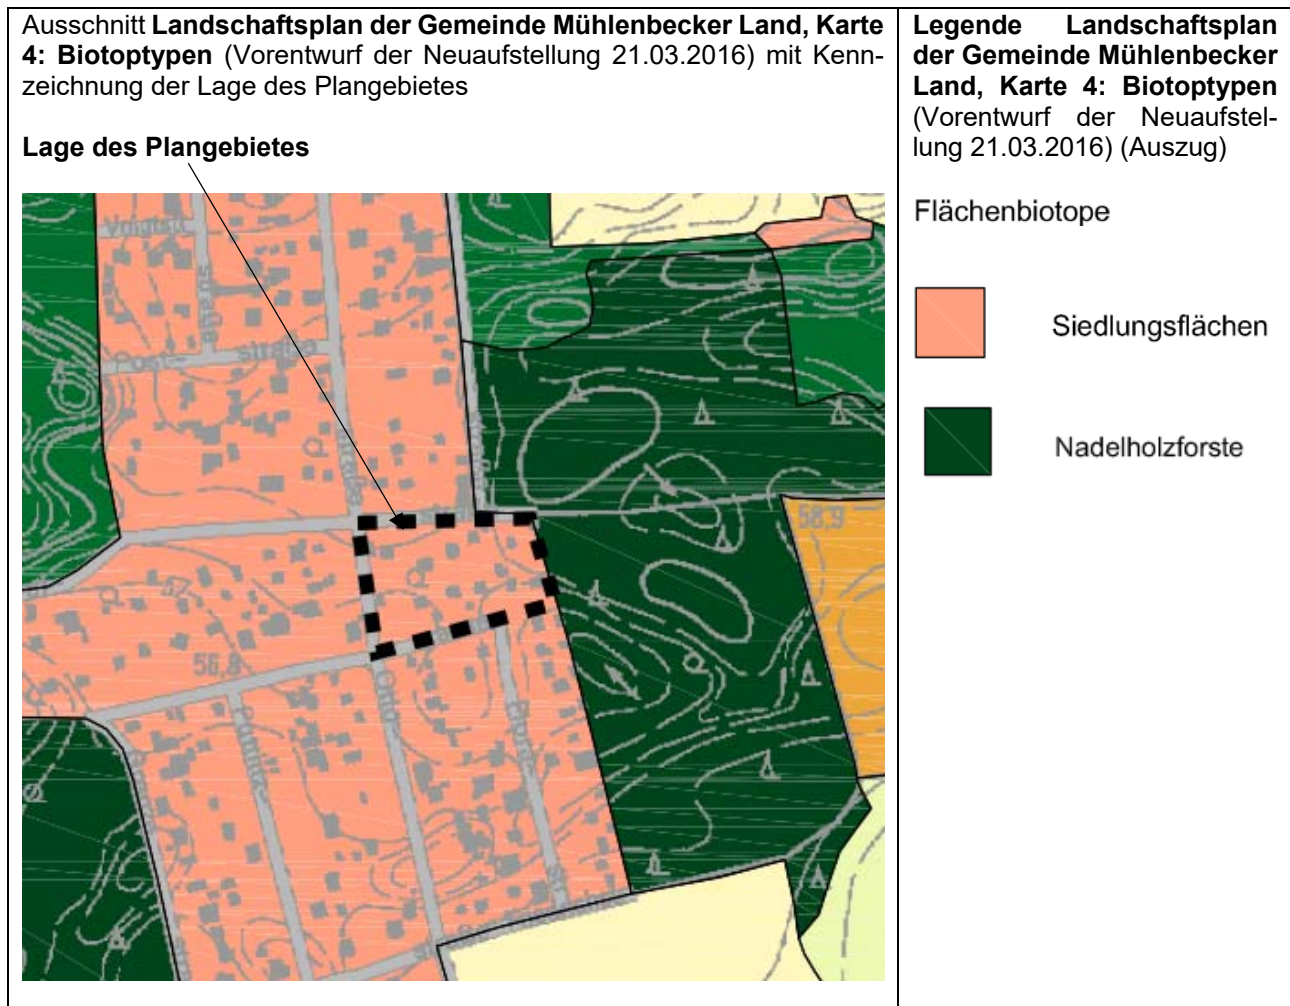 Ausschnitt Landschaftsplan der Gemeinde Mühlenbecker Land, Karte
4: Biotoptypen (Vorentwurf der Neuaufstellung 21.03.2016) mit Kenn-
zeichnung der Lage des Plangebietes
Lage des Plangebietes
Post-
straße
58,9
57
56,8
Otto-
Legende Landschaftsplan
der Gemeinde Mühlenbecker
Land, Karte 4: Biotoptypen
(Vorentwurf der Neuaufstel-
lung 21.03.2016) (Auszug)
Flächenbiotope
Siedlungsflächen
Nadelholzforste